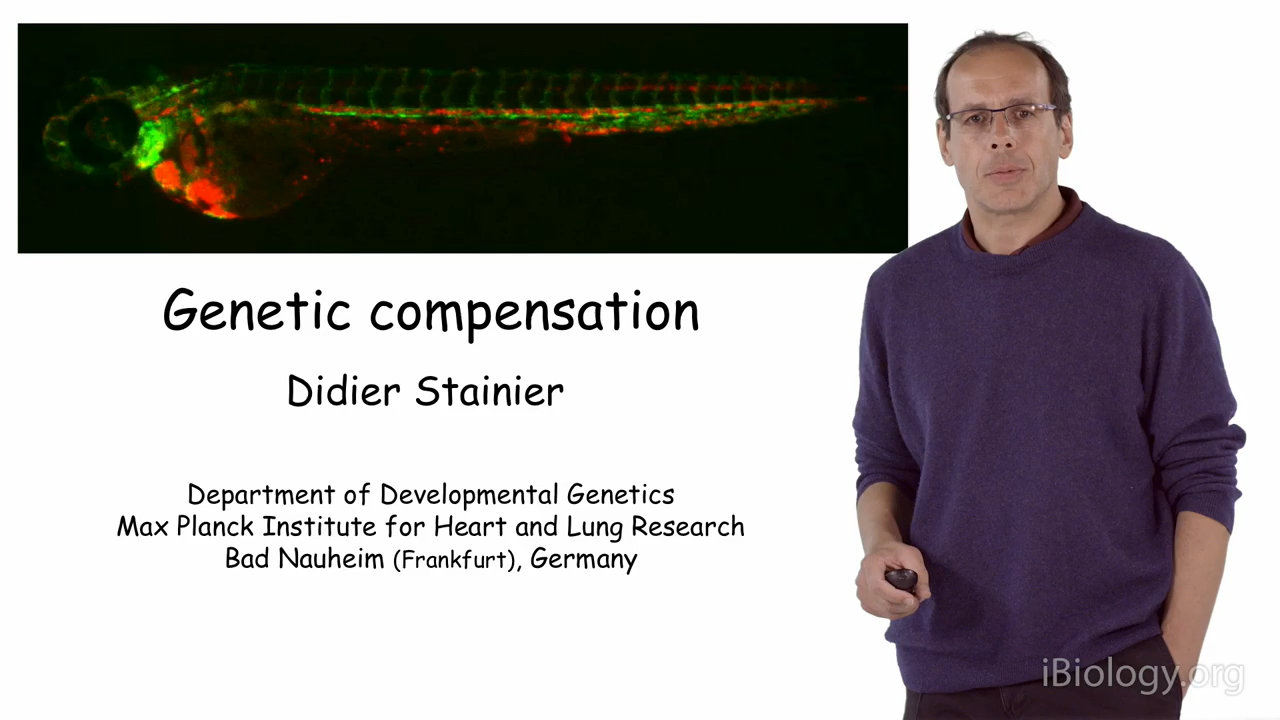 Genetic compensation
Didier Stainier
Department of Developmental Genetics
Max Planck Institute for Heart and Lung Research
Bad Nauheim (Frankfurt), Germany
iBiology.org